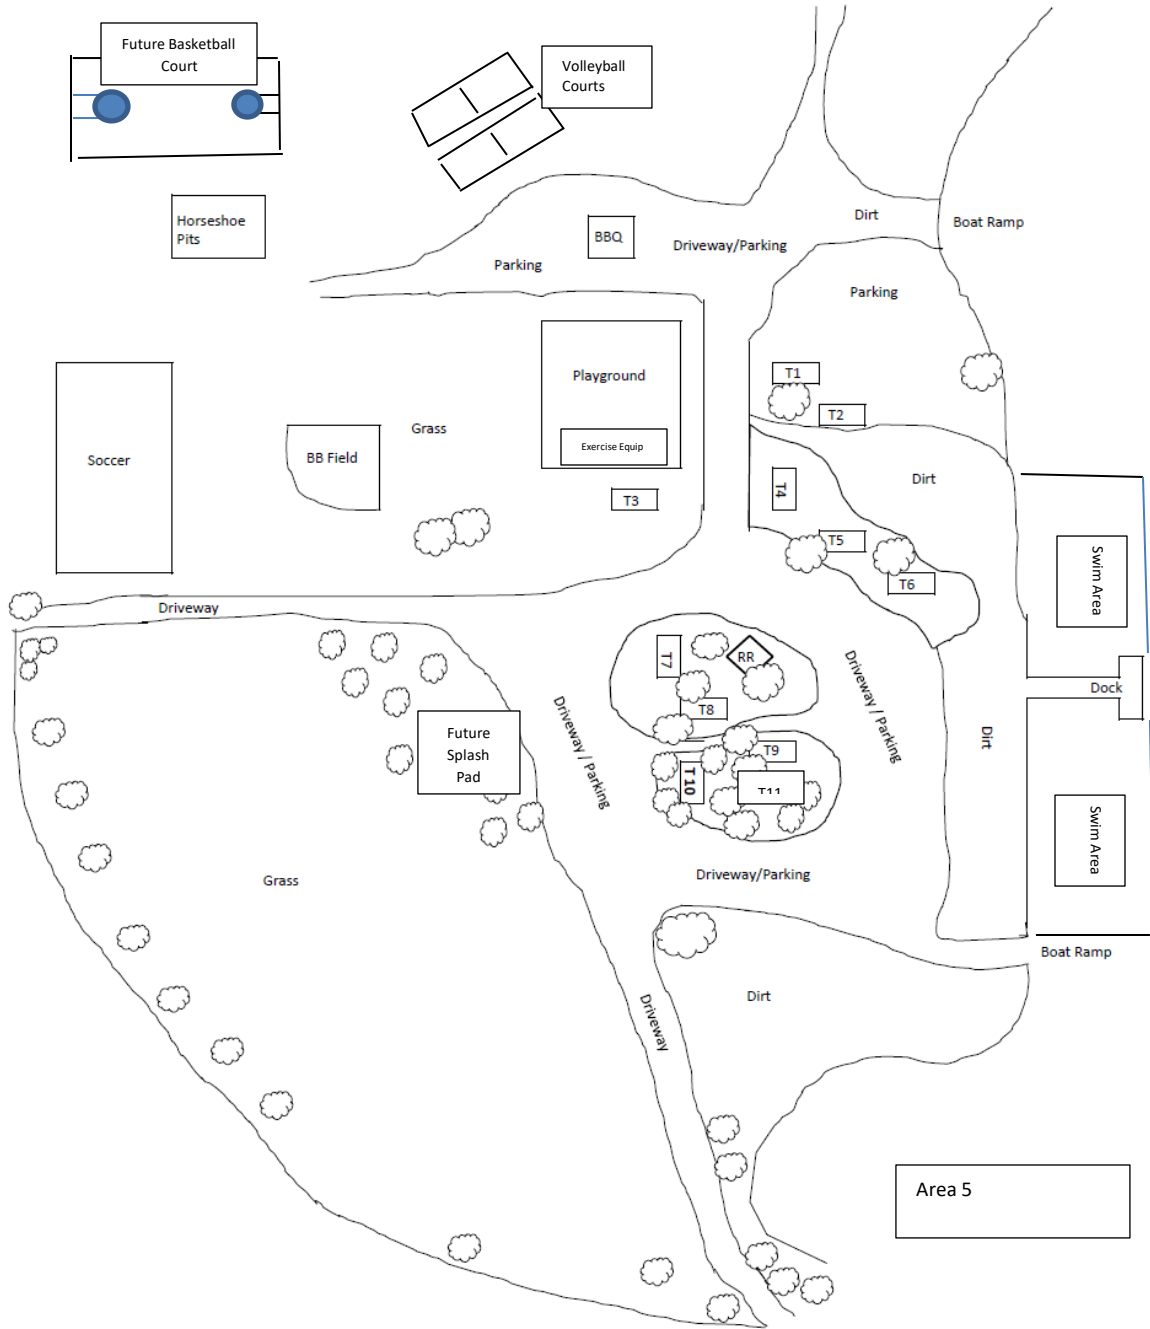 Future Basketball
Court
Volleyball
Courts
Horseshoe
Pits
BBQ
Dirt
Boat Ramp
Driveway/Parking
Parking
Parking
T1
Playground
T2
Grass
Exercise Equip
BB Field
Soccer
Dirt
T4
T3
T5
T6
Swim Area
Driveway
T7
RR
Driveway / Parking
Dock
T8
Future
Splash
Pad
Driveway / Parking
Dirt
T9
T 10
T11
Swim Area
Driveway/Parking
Grass
Boat Ramp
Dirt
Driveway
Area 5